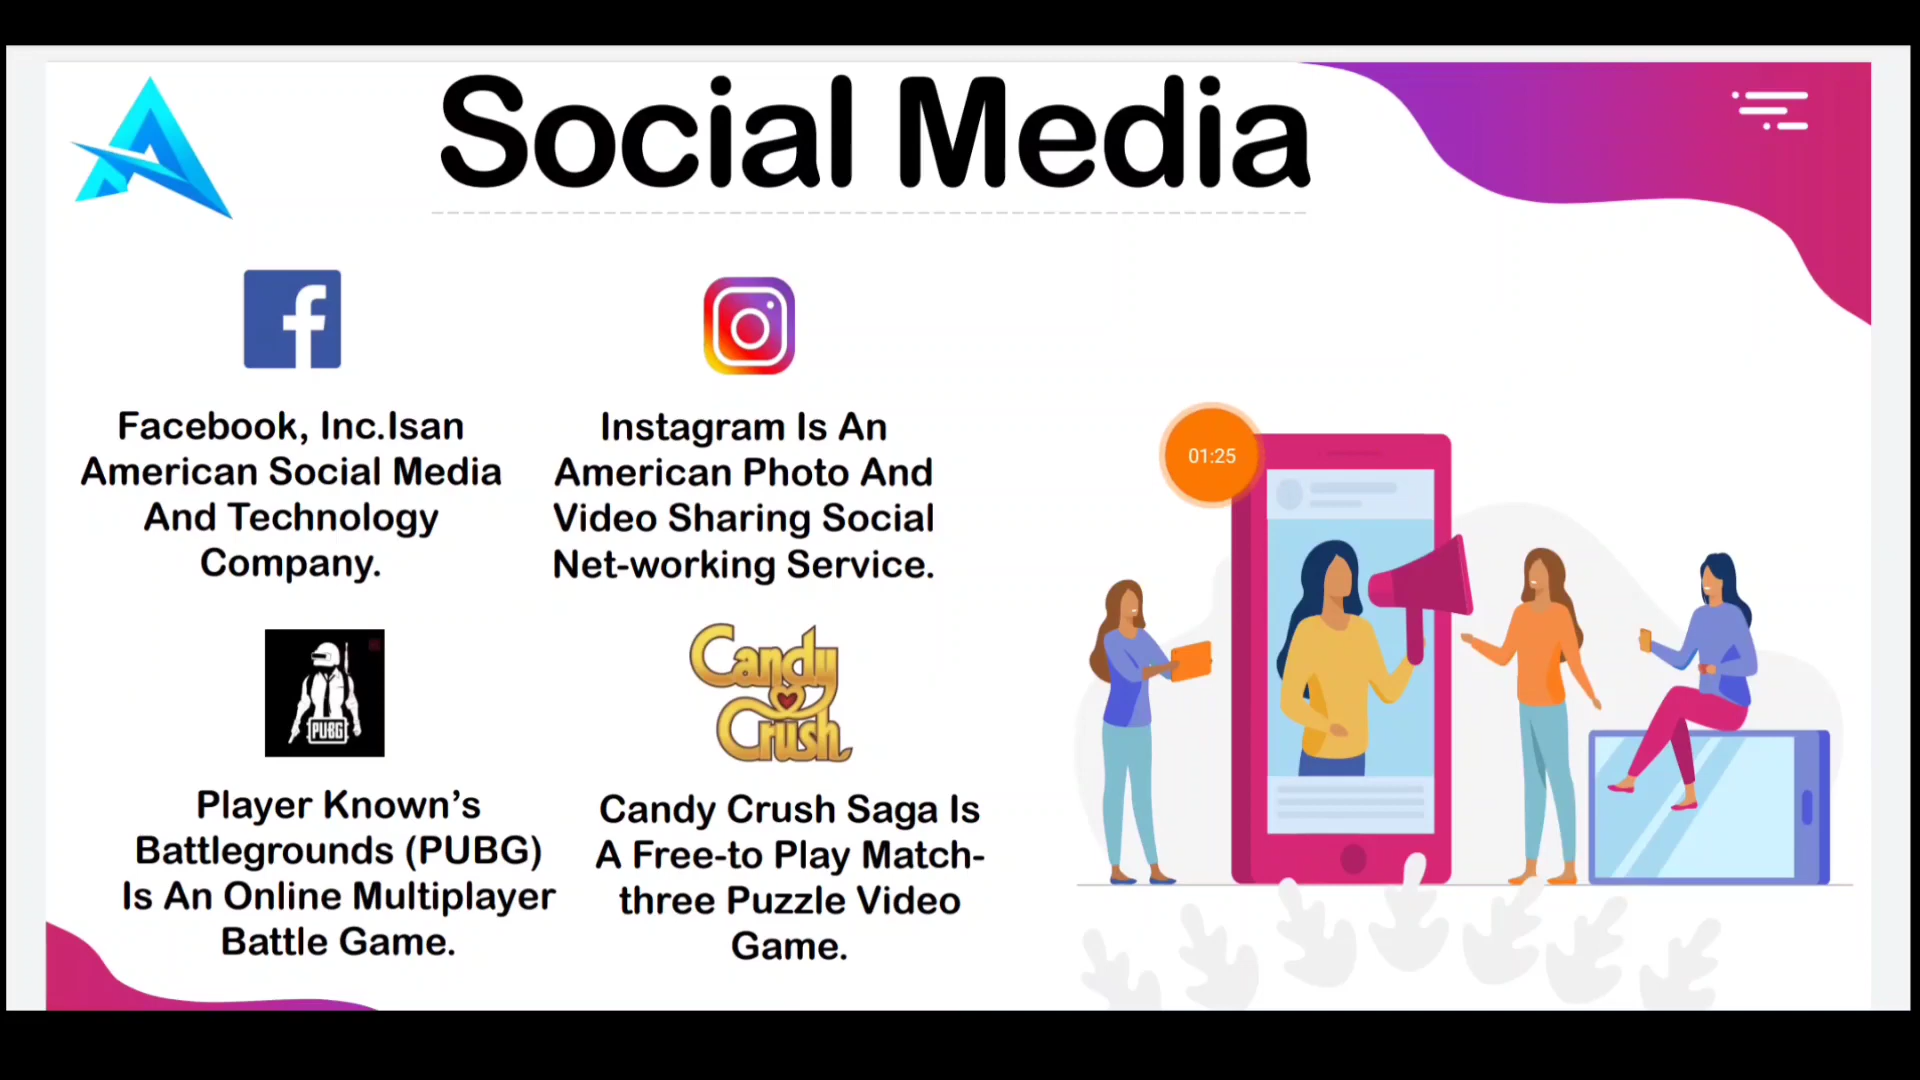 Social Media
Facebook, Inc.Isan
American Social Media
And Technology
Company.
Instagram Is An
American Photo And
Video Sharing Social
Net-working Service.
01:25
PUBG
Candy
Crush
Player Known’s
Battlegrounds (PUBG)
Is An Online Multiplayer
Battle Game.
Candy Crush Saga Is
A Free-to Play Match-
three Puzzle Video
Game.